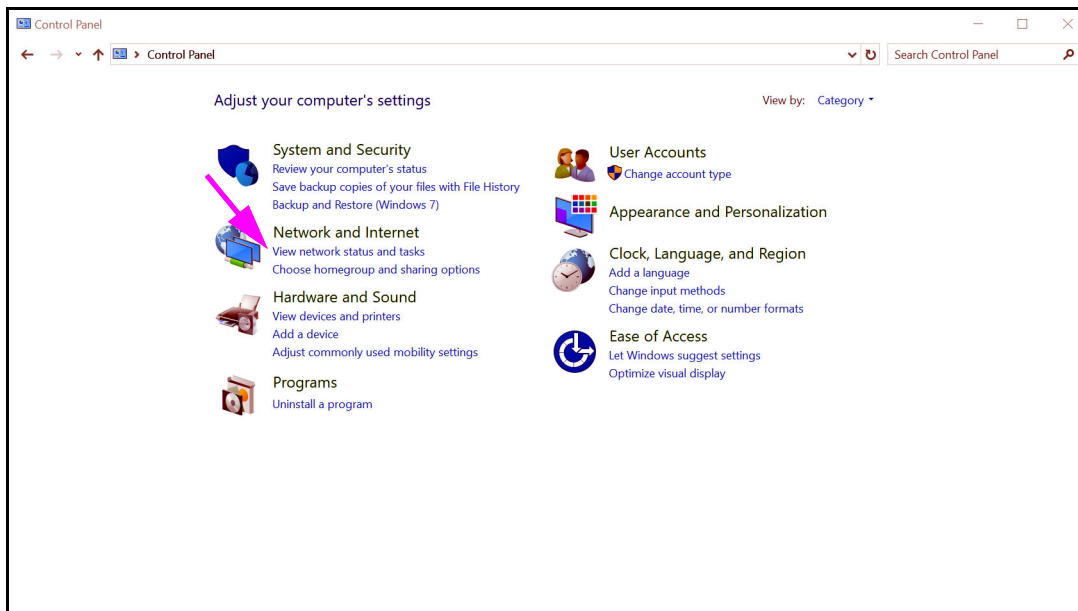 Control Panel
Control Panel
Search Control Panel
Adjust your computer's settings
View by: Category
System and Security
Review your computer's status
Save backup copies of your files with File History
Backup and Restore (Windows 7)
Network and Internet
View network status and tasks
Choose homegroup and sharing options
Hardware and Sound
View devices and printers
Add a device
Adjust commonly used mobility settings
Programs
Uninstall a program
User Accounts
Change account type
Appearance and Personalization
Clock, Language, and Region
Add a language
Change input methods
Change date, time, or number formats
Ease of Access
Let Windows suggest settings
Optimize visual display